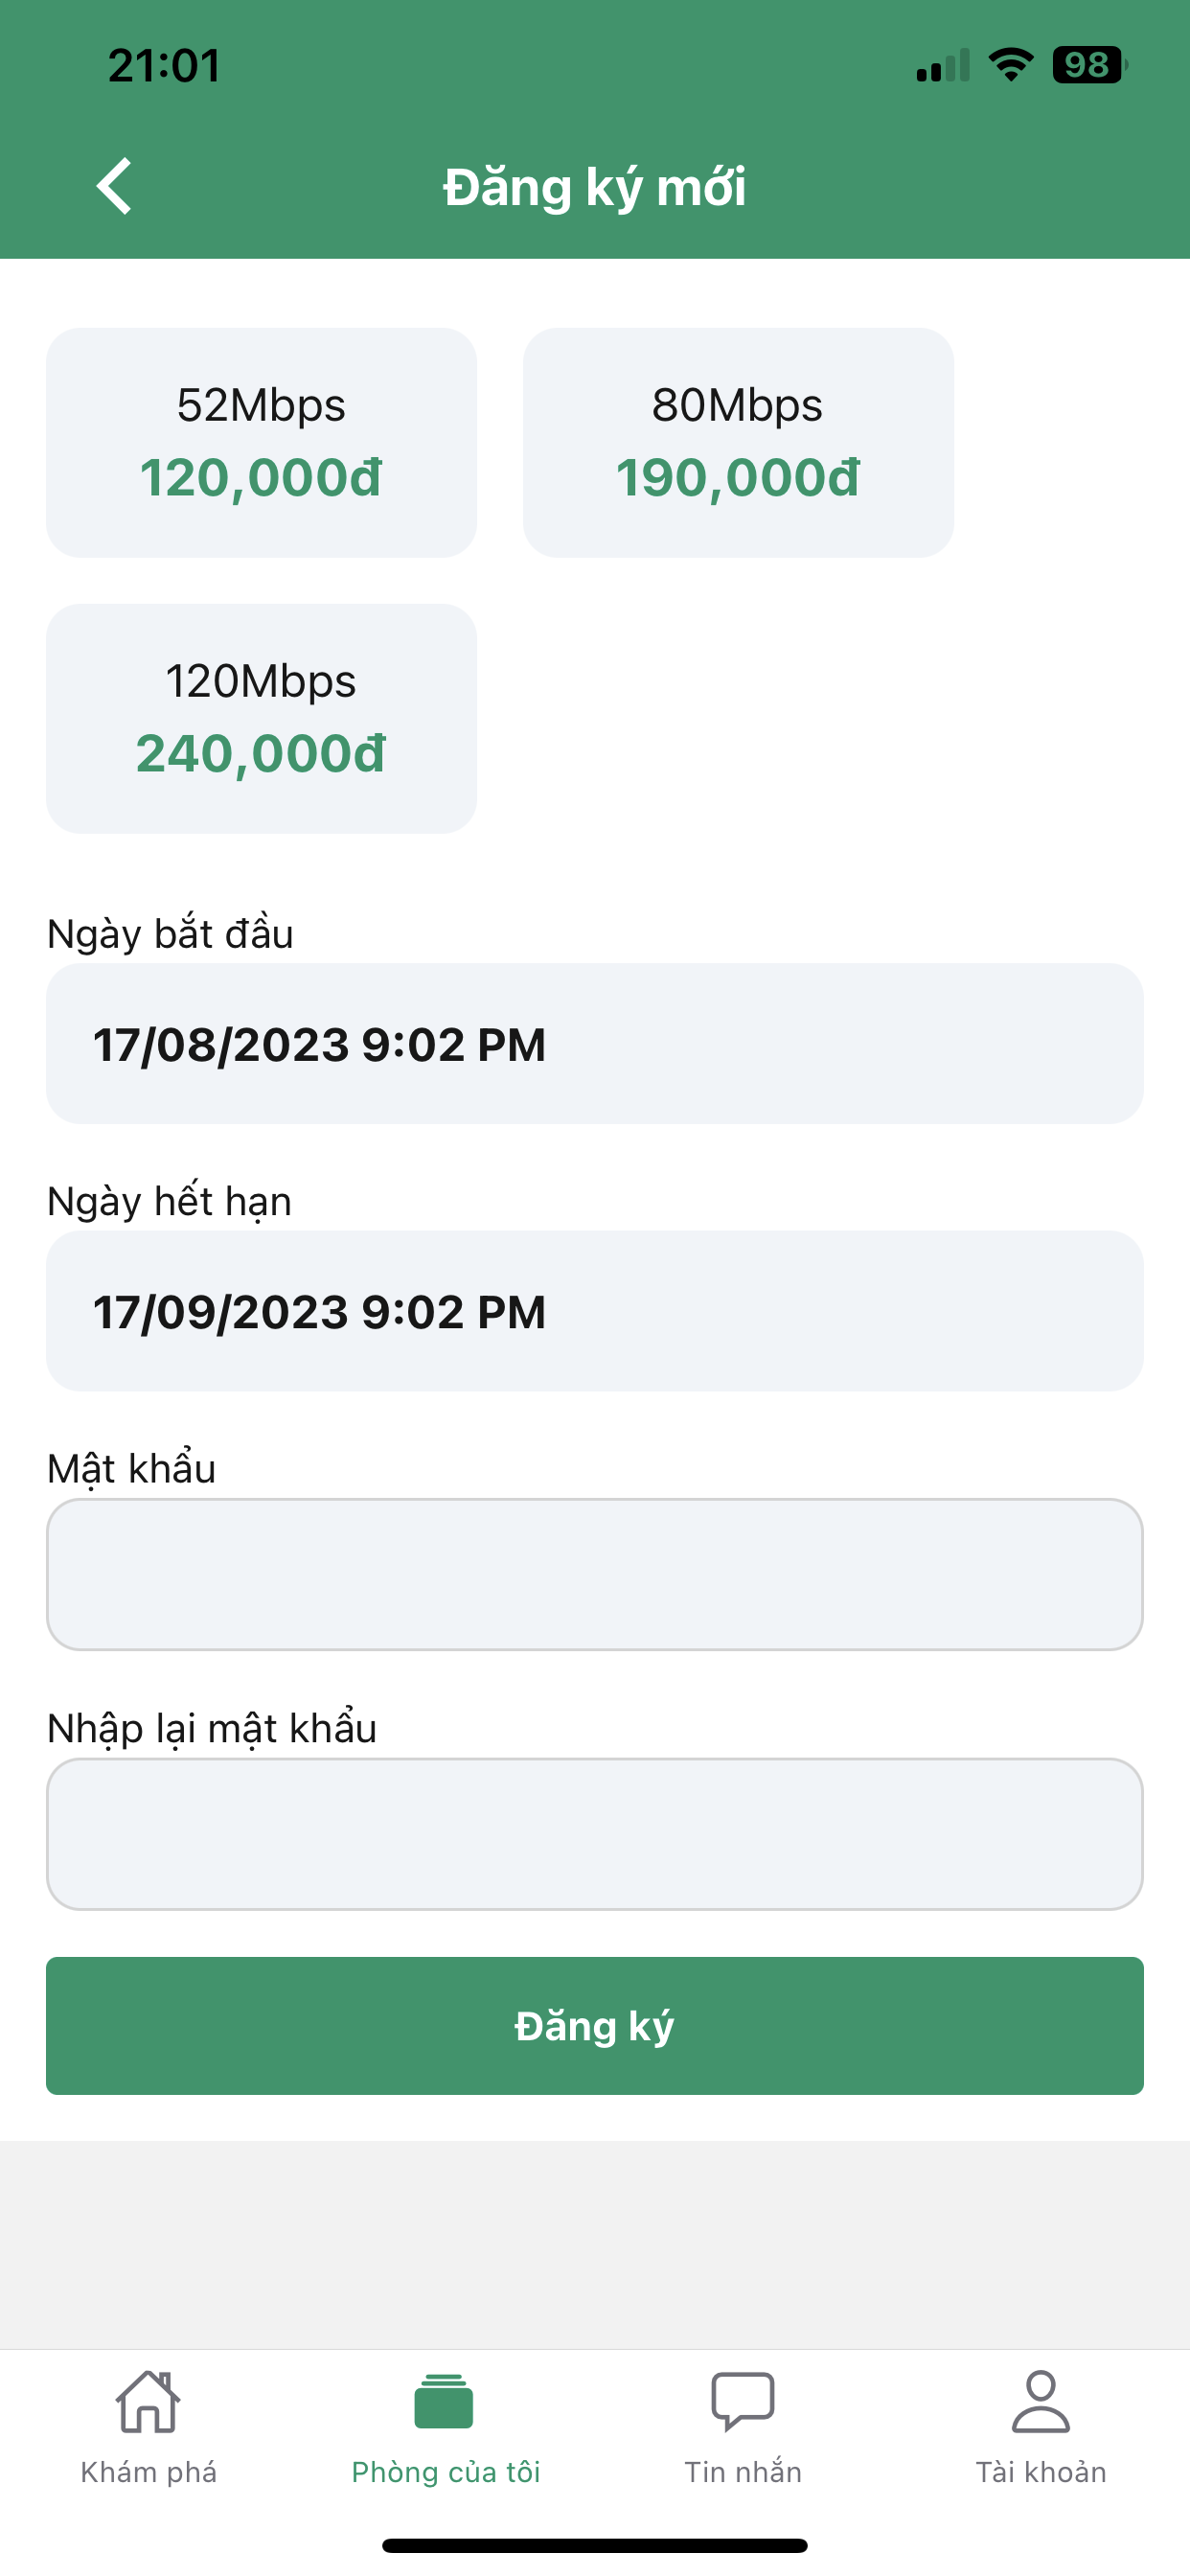 21:01
98
Đăng ký mới
52Mbps
120,000đ
80Mbps
190,000đ
120Mbps
240,000đ
Ngày bắt đầu
17/08/2023 9:02 PM
Ngày hết hạn
17/09/2023 9:02 PM
Mật khẩu
Nhập lại mật khẩu
Đăng ký
Khám phá
Phòng của tôi
Tin nhắn
Tài khoản